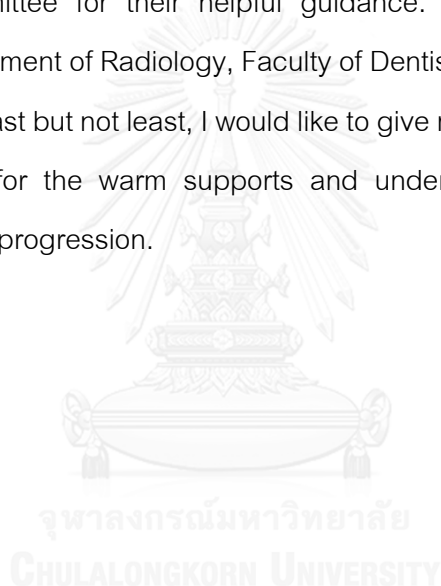 mittee for their helpful guidance.
ment of Radiology, Faculty of Dentis
ast but not least, I would like to give r
for the warm supports and under
progression.
จุฬาลงกรณ์มหาวิทยาลัย
CHULALONGKORN UNIVERSITY